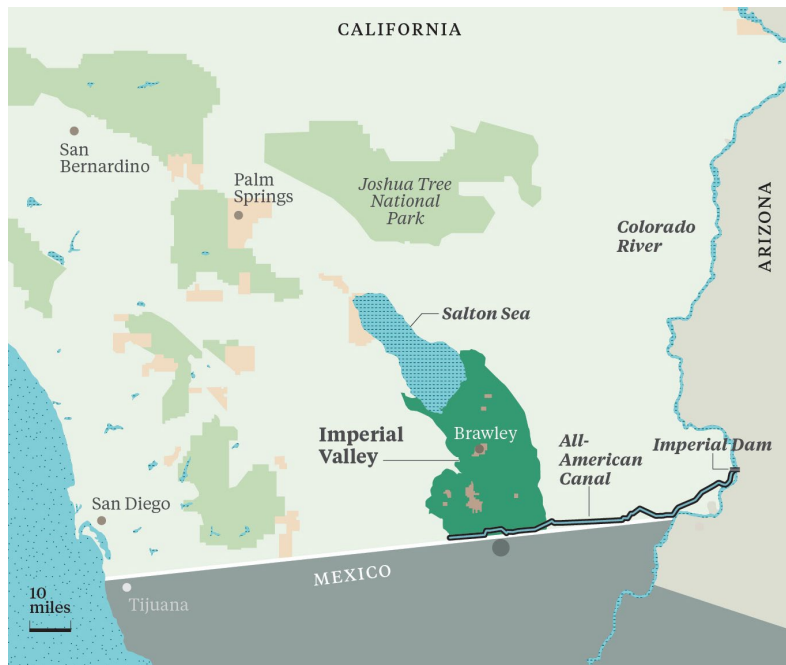 CALIFORNIA
San
Bernardino
Palm
Springs
Joshua Tree
National
Park
Colorado
River
ARIZONA
Salton Sea
Imperial
Valley
Brawley
All-
American
Canal
Imperial Dam
San Diego
MEXICO
10
miles
Tijuana